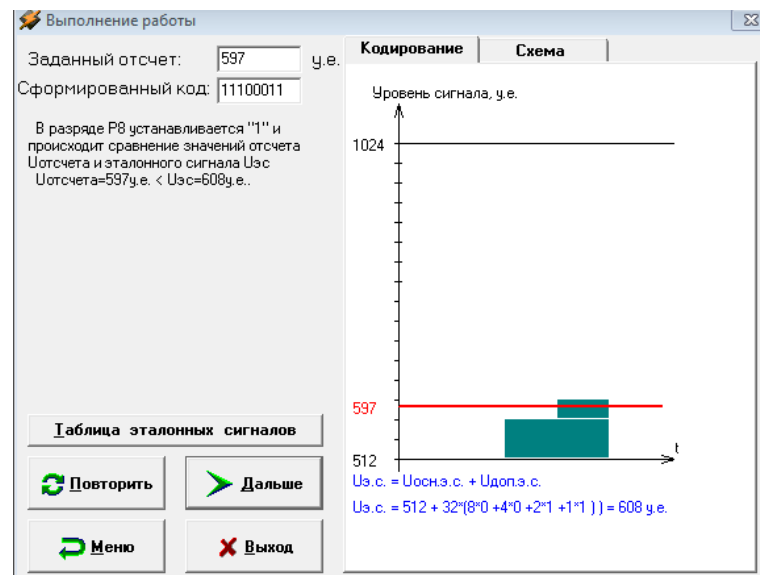 Выполнение работы
Заданный отсчет: 597 у.е.
Сформированный код: 11100011
В разряде P8 устанавливается "1" и
происходит сравнение значений отсчета
Uотсчета и эталонного сигнала Uэс
Uотсчета=597у.е. < Uэс=608у.е..
Таблица эталонных сигналов
Повторить
Дальше
Меню
Выход
Кодирование
Схема
Уровень сигнала, у.е.
1024
597
512
t
Uэ.с. = Uосн.э.с. + Uдоп.э.с.
Uэ.с. = 512 + 32*(8*0 +4*0 +2*1 +1*1 ) ) = 608 у.е.